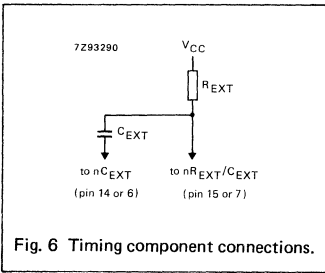 7Z93290
VCC
REXT
CEXT
to nCEXT
(pin 14 or 6)
to nREXT/CEXT
(pin 15 or 7)
Fig. 6 Timing component connections.